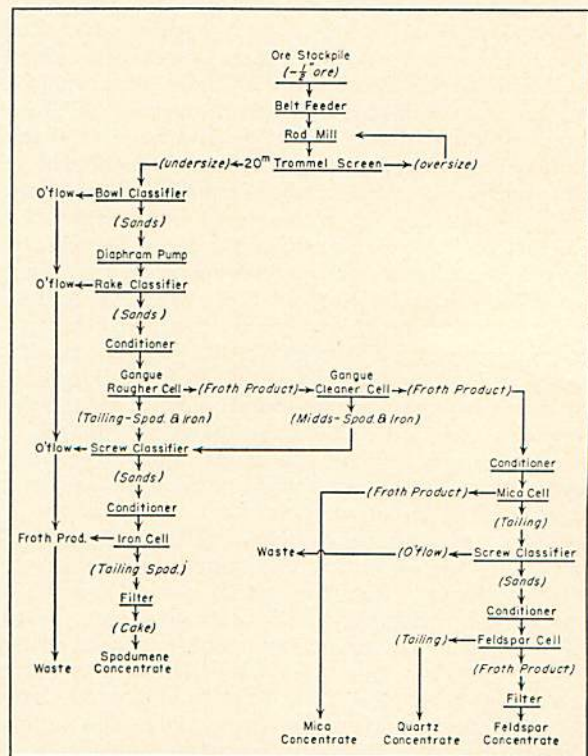 Ore Stockpile
(-1/2" ore)
Belt Feeder
Rod Mill
(undersize) 20m Trommel Screen (oversize)
O'flow Bowl Classifier
(Sands)
Diaphram Pump
O'flow Rake Classifier
(Sands)
Conditioner
Gangue
Rougher Cell (Froth Product)
Gangue
Cleaner Cell (Froth Product)
(Tailing-Spod. & Iron)
(Midds-Spod. & Iron)
O'flow Screw Classifier
(Sands)
Conditioner
Froth Prod. Iron Cell
(Tailing Spod.)
Filter
(Cake)
Spodumene
Concentrate
Waste
Conditioner
(Froth Product) Mica Cell
(Tailing)
Waste (O'flow) Screw Classifier
(Sands)
Conditioner
(Tailing) Feldspar Cell
(Froth Product)
Filter
Mica
Concentrate
Quartz
Concentrate
Feldspar
Concentrate